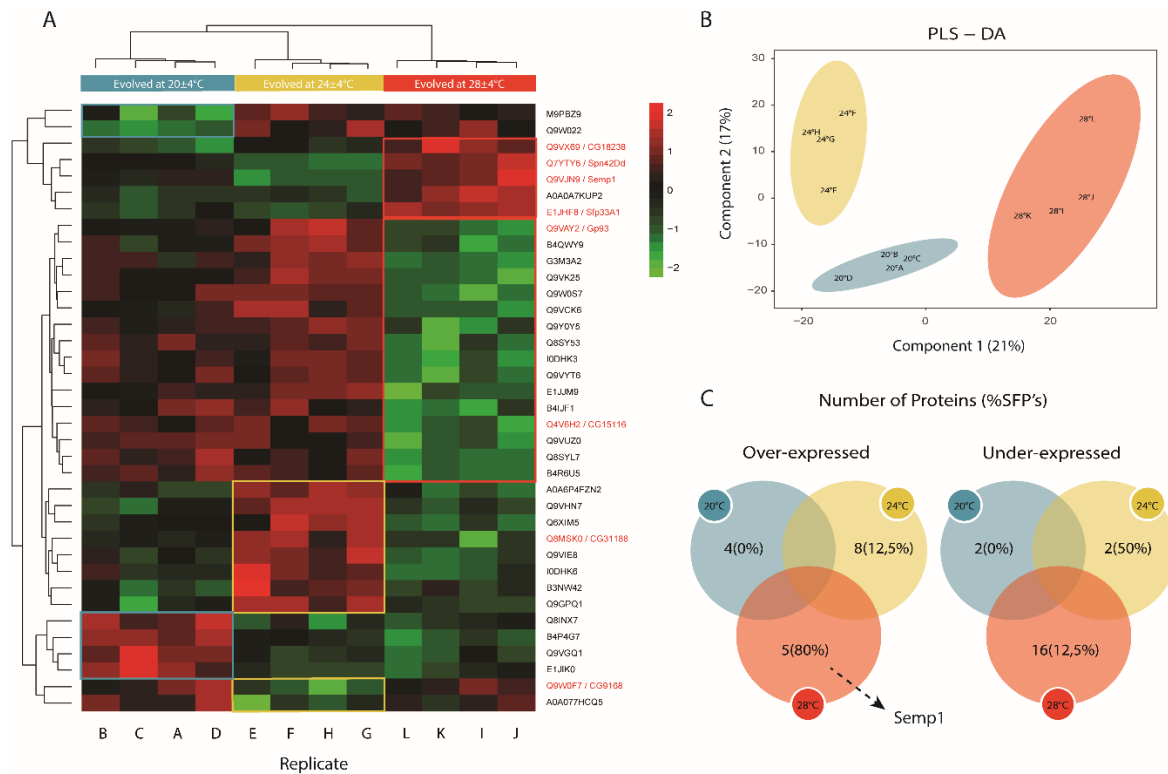 A
Evolved at 20±4°C
Evolved at 24±4°C
Evolved at 28±4°C
M9PBZ9
Q9W022
Q9VX69 / CG18238
Q7YTY6 / Spn42Dd
Q9VJN9 / Semp1
A0A0A7KUP2
E1JHF8 / Sfp33A1
Q9VAY2 / Gp93
B4QWY9
G3M3A2
Q9VK25
Q9W0S7
Q9VCK6
Q9Y0Y5
Q8SY53
I0DHK3
Q9VYT6
E1JJM9
B4IJF1
Q4V6H2 / CG15116
Q9VUZ0
Q8SYL7
B4R6U5
A0A6P4FZN2
Q9VHN7
Q6XIM5
Q8MSK0 / CG31188
Q9VIE8
I0DHK6
B3NW42
Q9GPQ1
Q8INX7
B4P4G7
Q9VGQ1
E1JIK0
Q9W0F7 / CG9168
A0A077HCQ5
2
1
0
−1
−2
B C A D E F H G L K I J
Replicate
B
PLS − DA
Component 2 (17%)
30
20
10
0
−10
−20
24°F
24°H
24°G
24°F
28°L
28°K
28°I
28°J
20°B
20°C
20°A
20°D
−20
0
20
Component 1 (21%)
C
Number of Proteins (%SFP's)
Over-expressed
20°C
24°C
4(0%)
8(12,5%)
5(80%)
28°C
Semp1
Under-expressed
20°C
24°C
2(0%)
2(50%)
16(12,5%)
28°C